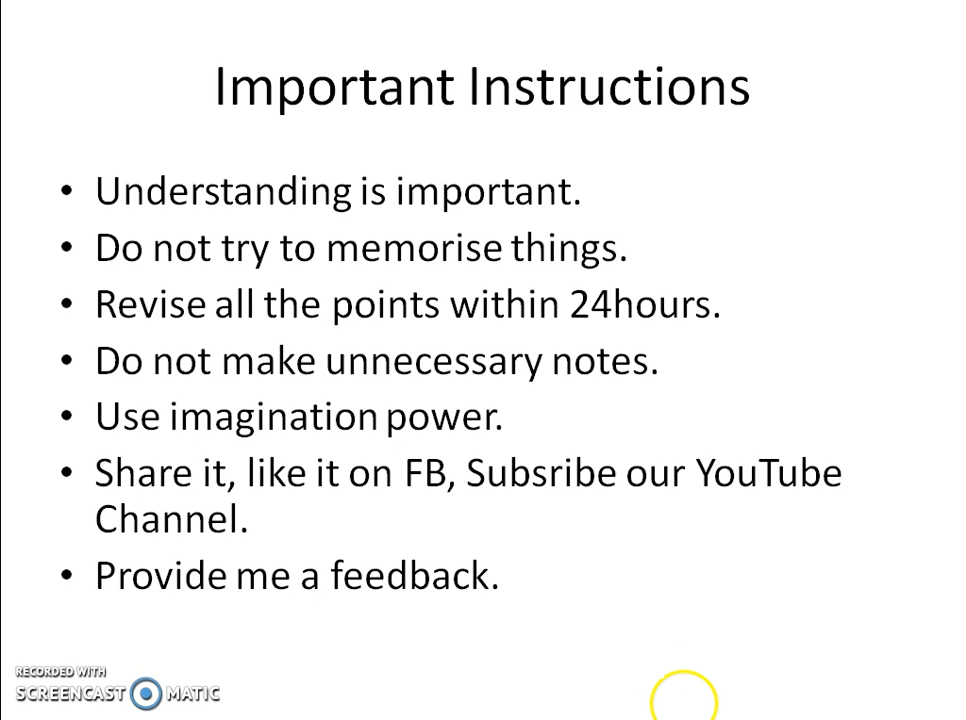 Important Instructions
• Understanding is important.
• Do not try to memorise things.
• Revise all the points within 24hours.
• Do not make unnecessary notes.
• Use imagination power.
• Share it, like it on FB, Subsribe our YouTube
Channel.
• Provide me a feedback.
RECORDED WITH
SCREENCAST MATIC